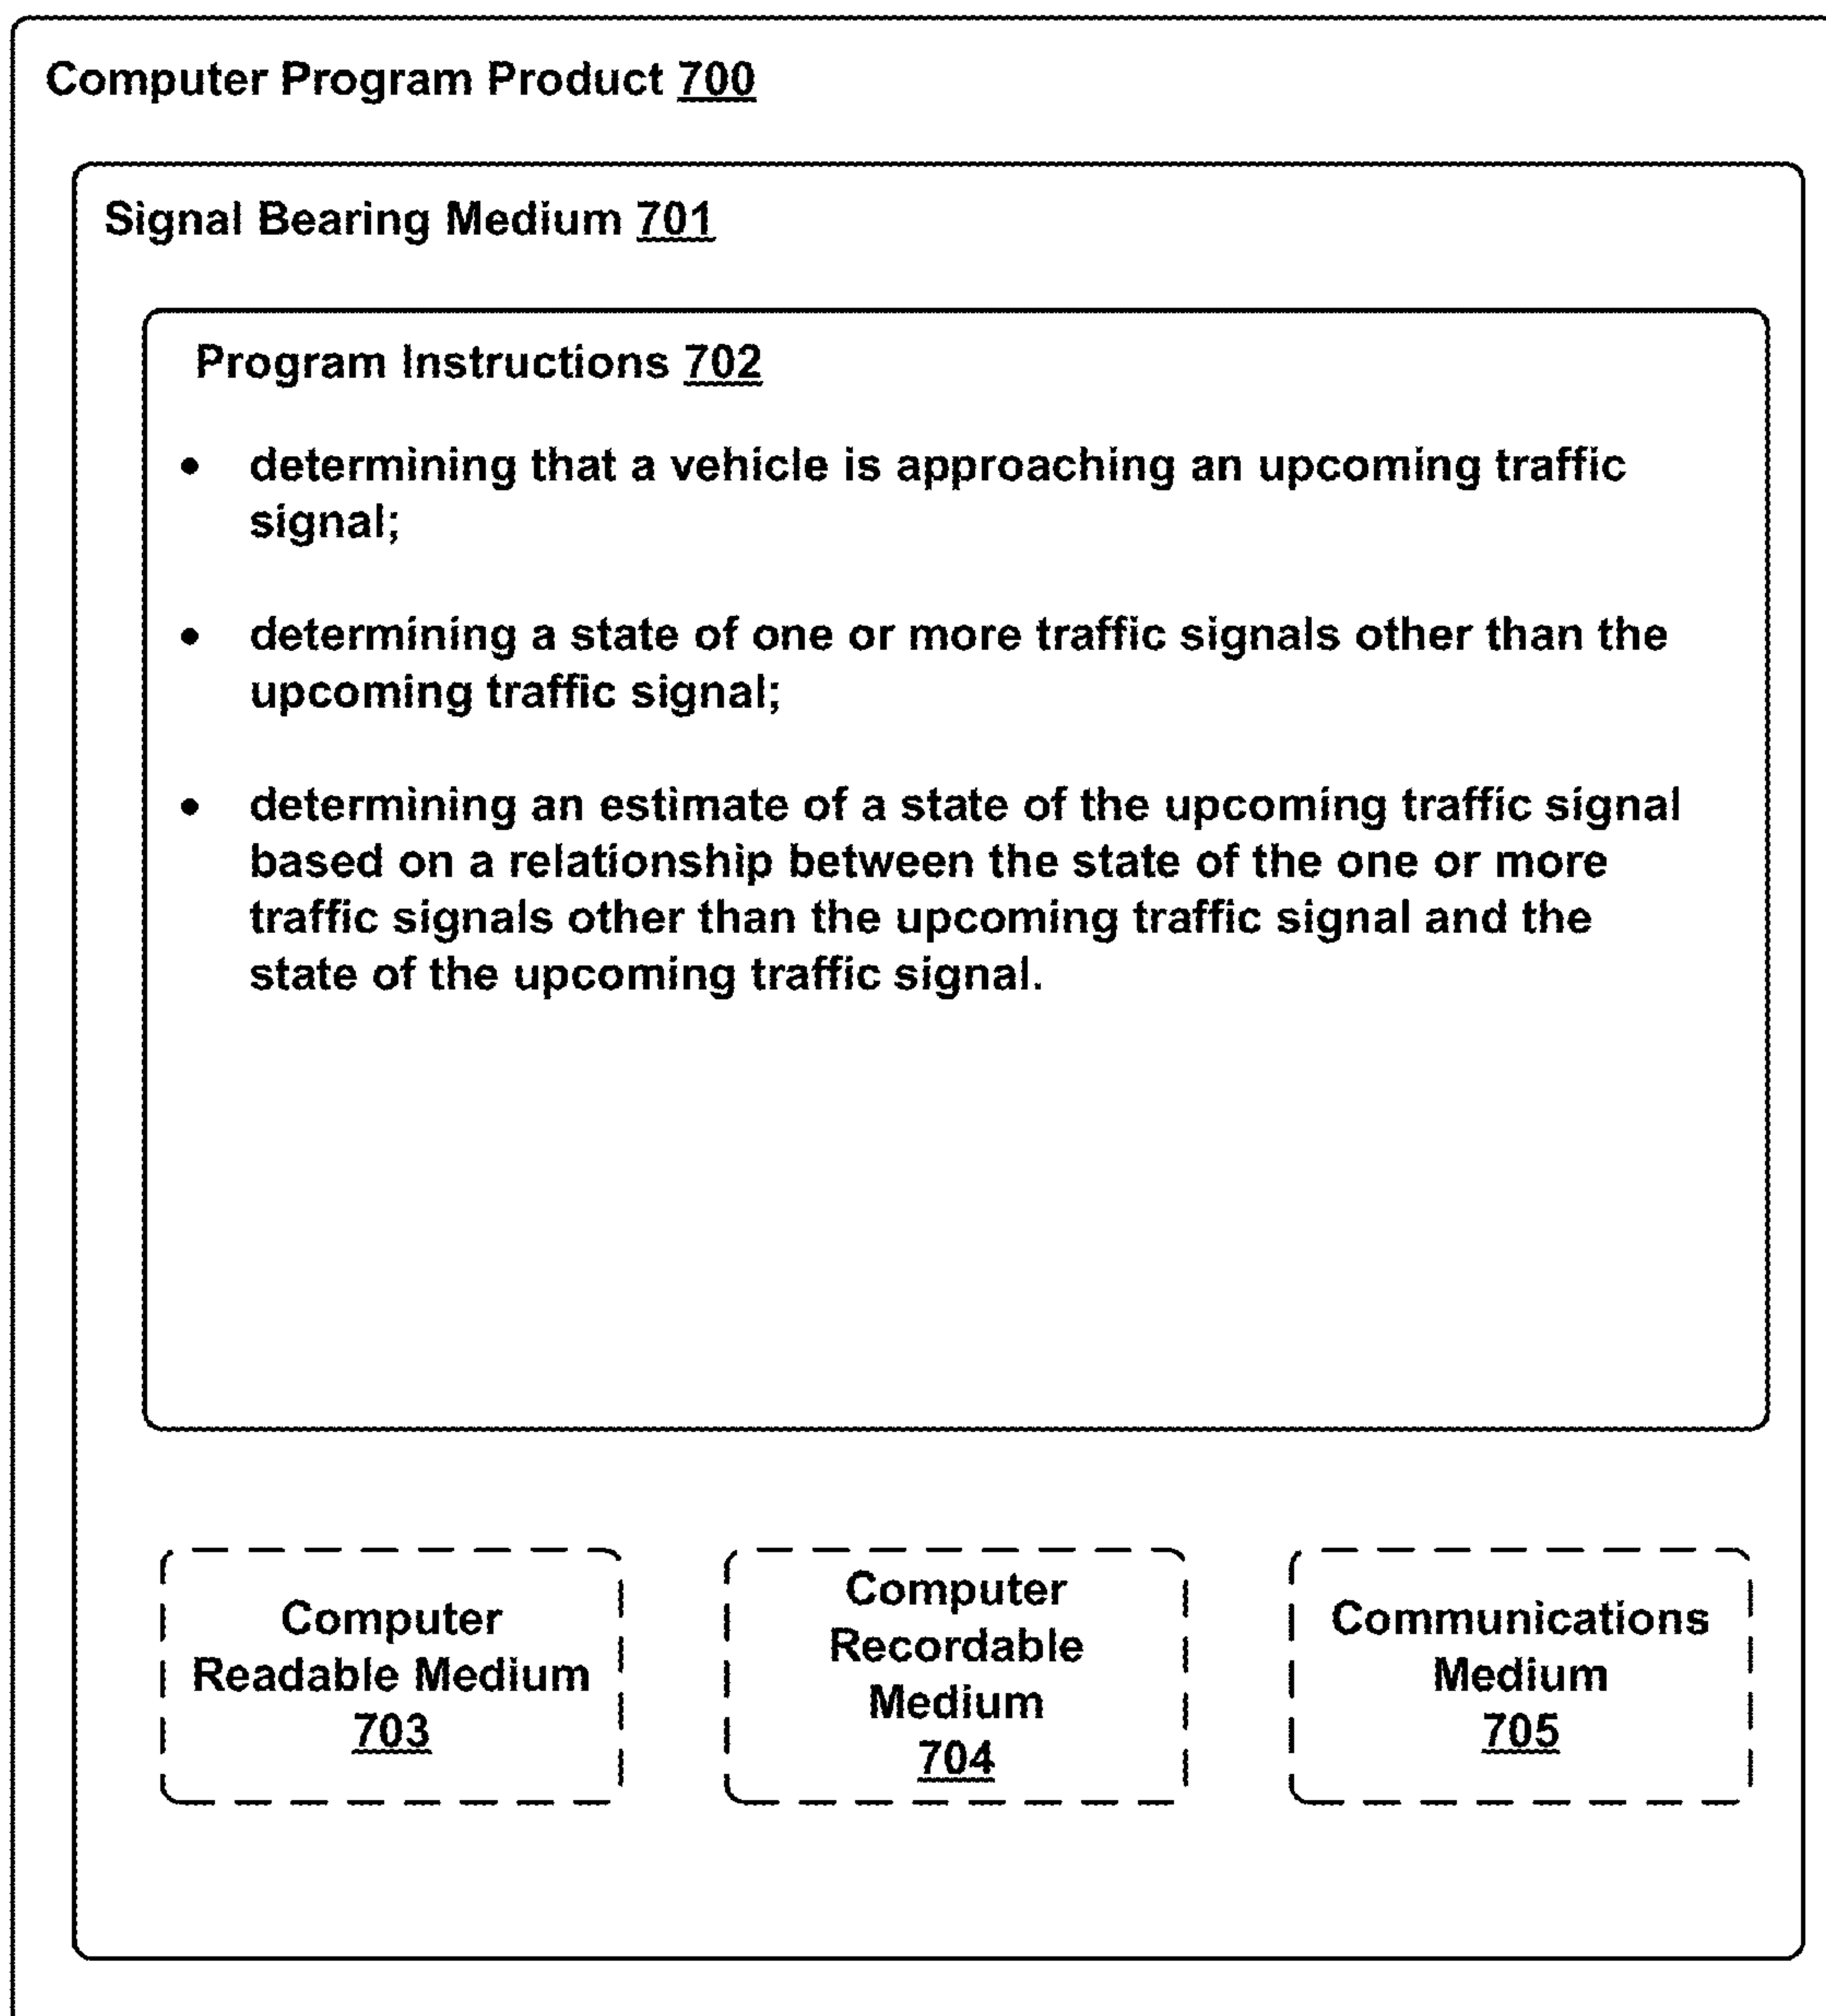 Computer Program Product 700
Signal Bearing Medium 701
Program Instructions 702
• determining that a vehicle is approaching an upcoming traffic
signal;
• determining a state of one or more traffic signals other than the
upcoming traffic signal;
• determining an estimate of a state of the upcoming traffic signal
based on a relationship between the state of the one or more
traffic signals other than the upcoming traffic signal and the
state of the upcoming traffic signal.
Computer
Readable Medium
703
Computer
Recordable
Medium
704
Communications
Medium
705